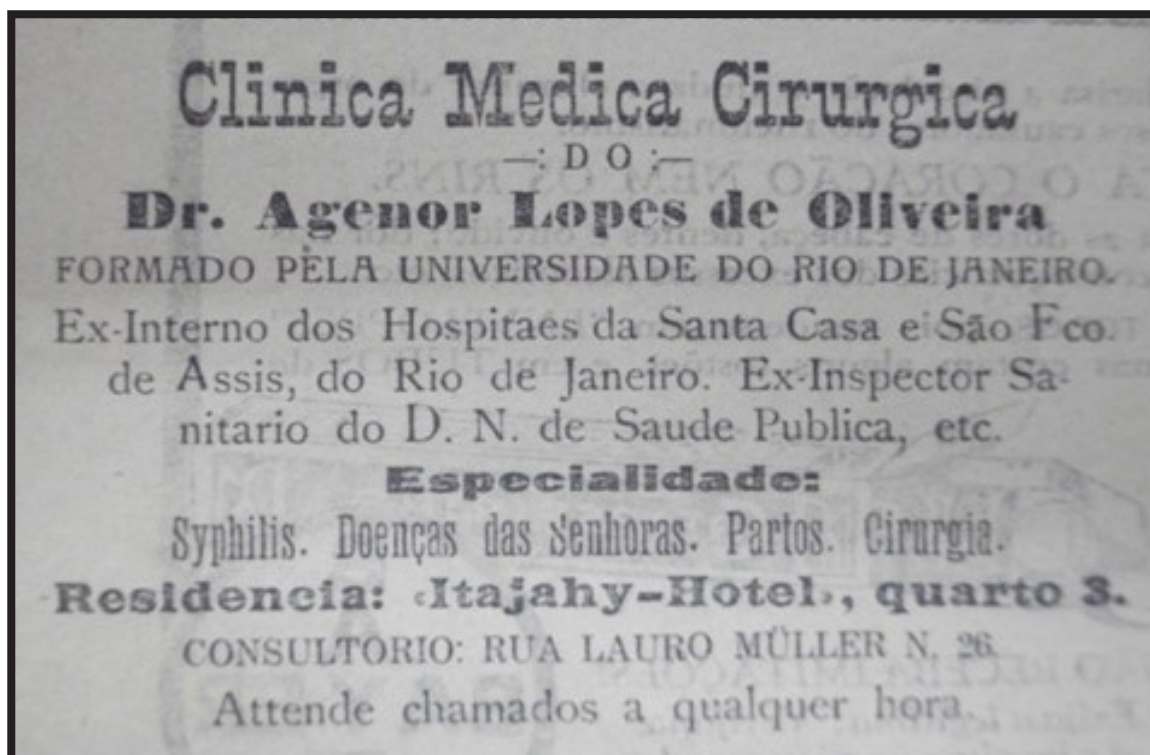 Clinica Medica Cirurgica
—: D O :—
Dr. Agenor Lopes de Oliveira
FORMADO PELA UNIVERSIDADE DO RIO DE JANEIRO.
Ex-Interno dos Hospitaes da Santa Casa e São Fco.
de Assis, do Rio de Janeiro. Ex-Inspector Sa-
nitario do D. N. de Saude Publica, etc.
Especialidade:
Syphilis. Doenças das Senhoras. Partos. Cirurgia.
Residencia: «Itajahy-Hotel», quarto 3.
CONSULTORIO: RUA LAURO MÜLLER N. 26.
Attende chamados a qualquer hora.